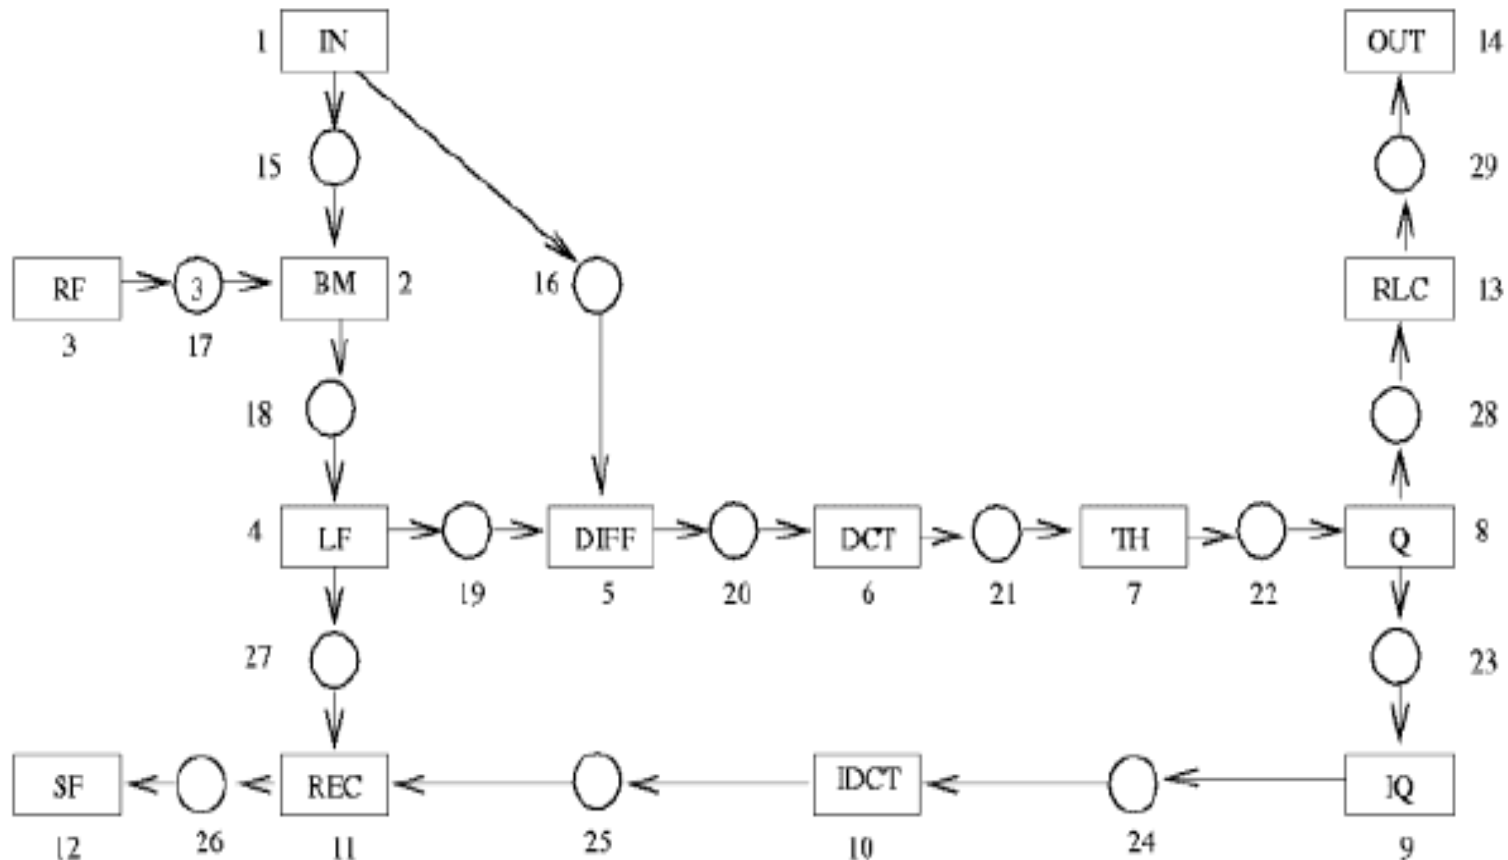 1 IN OUT 14
15 29
RF 3 BM 2 16 RLC 13
3 17
18 28
4 LF DIFF DCT TH Q 8
19 5 20 6 21 7 22
27 23
SF REC IDCT IQ
12 26 11 25 10 24 9